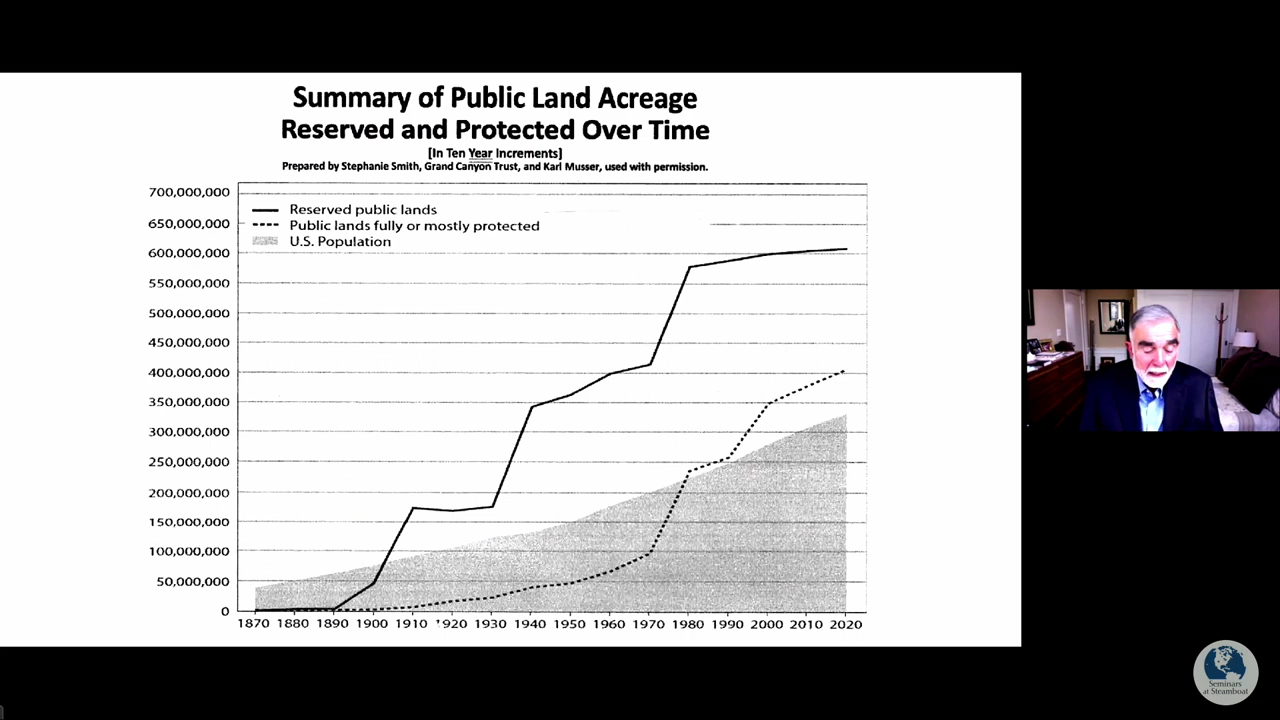 Summary of Public Land Acreage
Reserved and Protected Over Time
[In Ten Year Increments]
Prepared by Stephanie Smith, Grand Canyon Trust, and Karl Musser, used with permission.
700,000,000
650,000,000
600,000,000
550,000,000
500,000,000
450,000,000
400,000,000
350,000,000
300,000,000
250,000,000
200,000,000
150,000,000
100,000,000
50,000,000
0
Reserved public lands
Public lands fully or mostly protected
U.S. Population
1870 1880 1890 1900 1910 1920 1930 1940 1950 1960 1970 1980 1990 2000 2010 2020
Seminars
at Steamboat